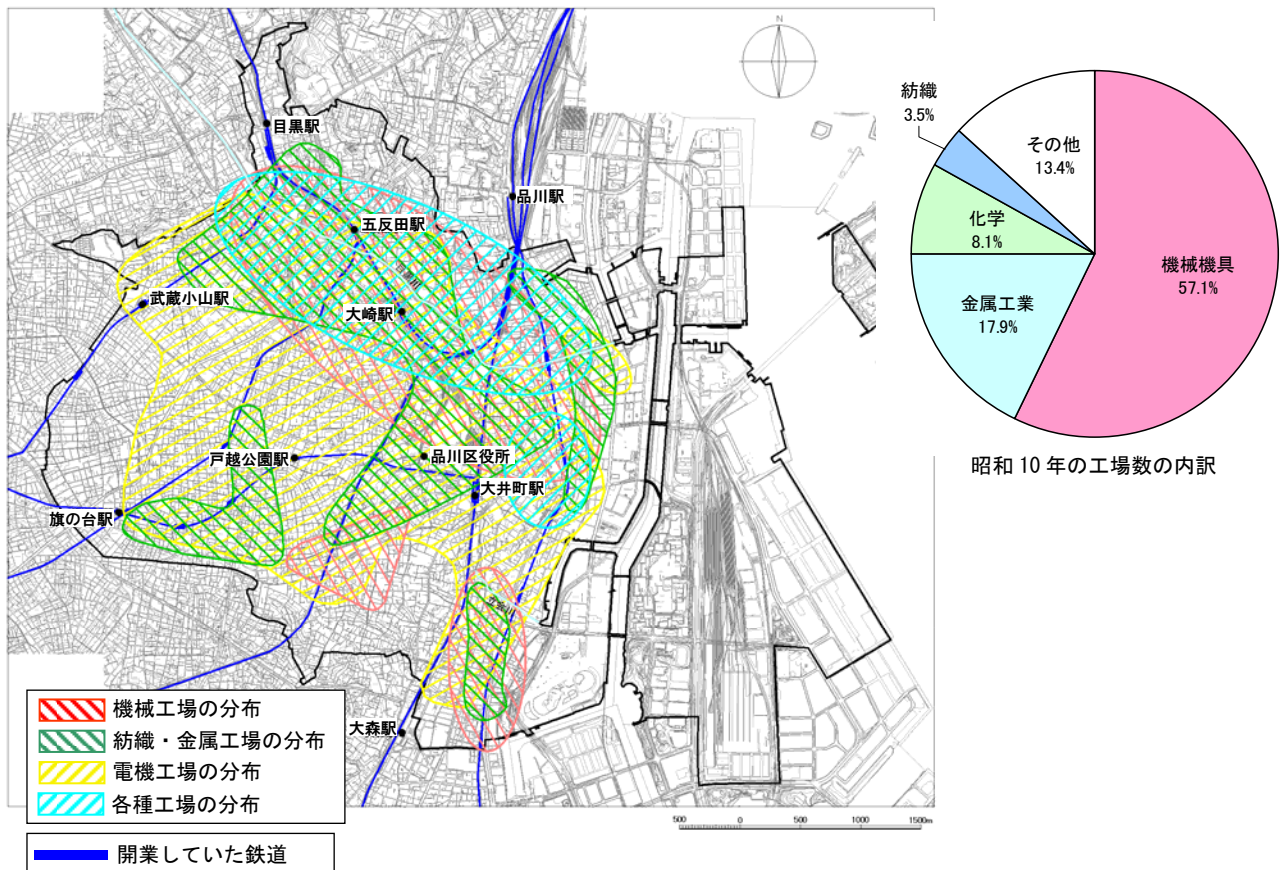 N
目黒駅
品川駅
五反田駅
目黒川
武蔵小山駅
大崎駅
戸越公園駅
品川区役所
大井町駅
旗の台駅
立会川
大森駅
機械工場の分布
紡織・金属工場の分布
電機工場の分布
各種工場の分布
開業していた鉄道
500 0 500 1000 1500m
紡織
3.5%
その他
13.4%
化学
8.1%
機械機具
57.1%
金属工業
17.9%
昭和 10 年の工場数の内訳